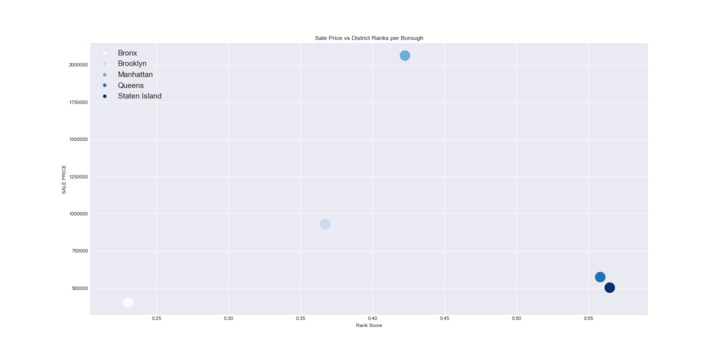 Sale Price vs District Ranks per Borough
Bronx
Brooklyn
Manhattan
Queens
Staten Island
2000000
1750000
1500000
1250000
1000000
750000
500000
SALE PRICE
0.25 0.30 0.35 0.40 0.45 0.50 0.55
Rank Score